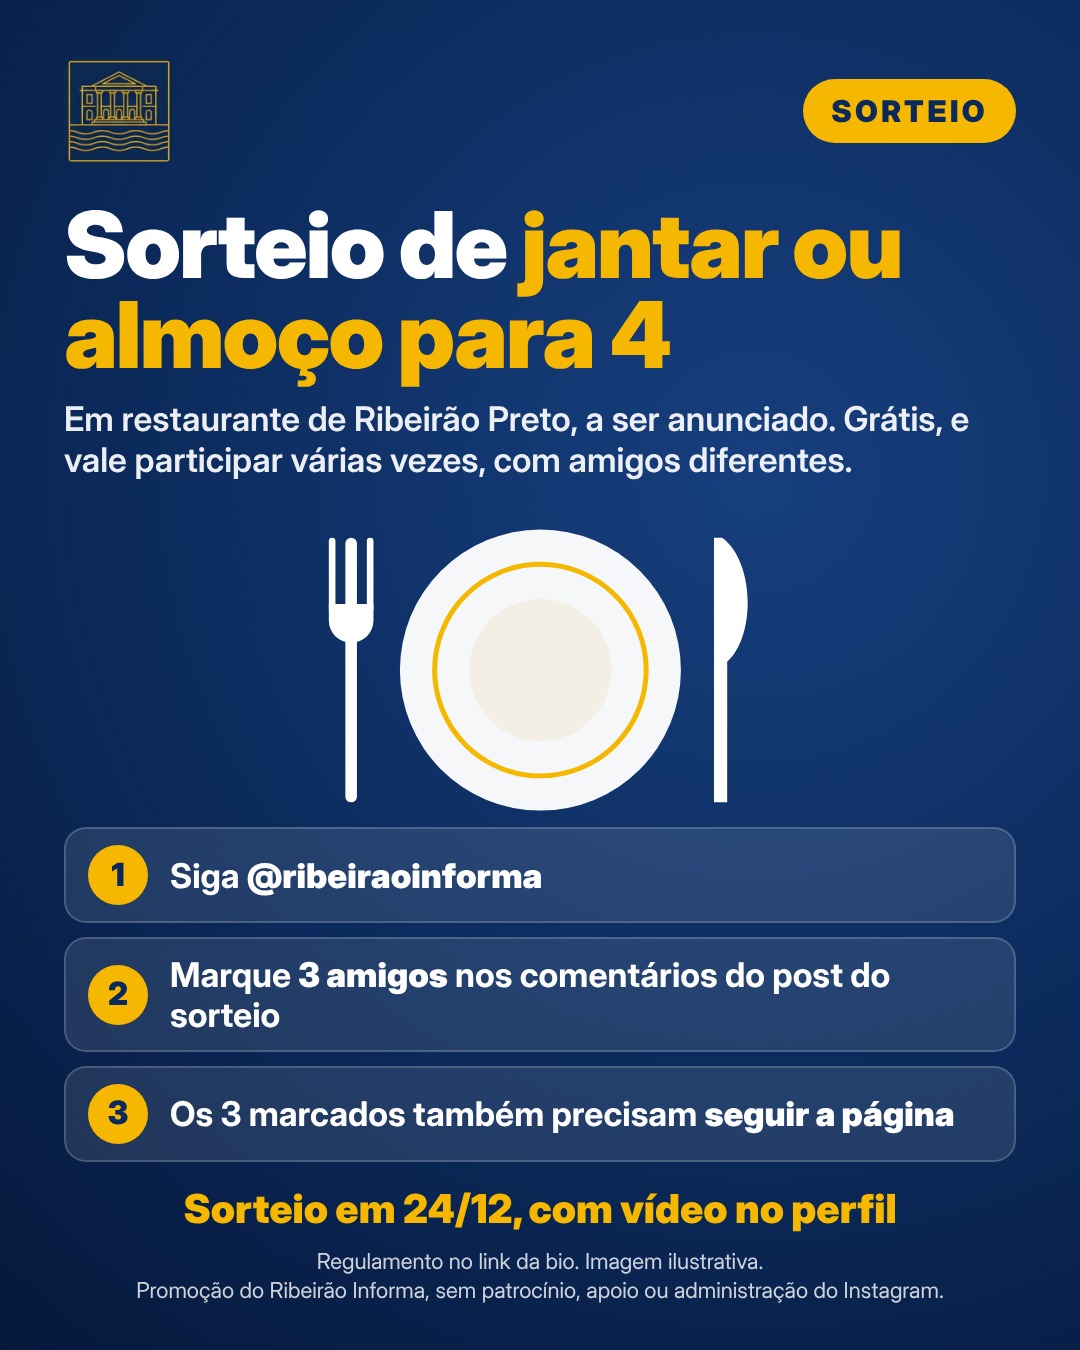 SORTEIO
Sorteio de jantar ou
almoço para 4
Em restaurante de Ribeirão Preto, a ser anunciado. Grátis, e
vale participar várias vezes, com amigos diferentes.
1 Siga @ribeiraoinforma
2 Marque 3 amigos nos comentários do post do
sorteio
3 Os 3 marcados também precisam seguir a página
Sorteio em 24/12, com vídeo no perfil
Regulamento no link da bio. Imagem ilustrativa.
Promoção do Ribeirão Informa, sem patrocínio, apoio ou administração do Instagram.